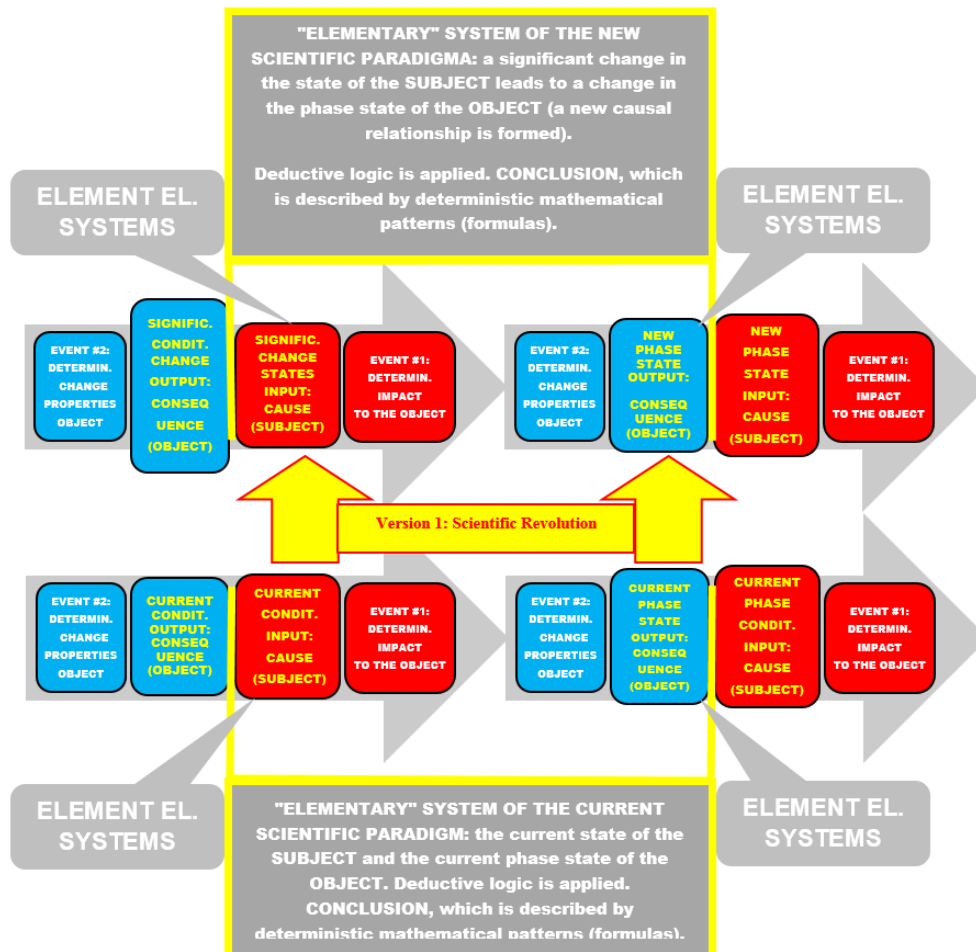 "ELEMENTARY" SYSTEM OF THE NEW
SCIENTIFIC PARADIGMA: a significant change in
the state of the SUBJECT leads to a change in
the phase state of the OBJECT (a new causal
relationship is formed).
Deductive logic is applied. CONCLUSION, which
is described by deterministic mathematical
patterns (formulas).
ELEMENT EL.
SYSTEMS
ELEMENT EL.
SYSTEMS
EVENT #2:
DETERMIN.
CHANGE
PROPERTIES
OBJECT
SIGNIFIC.
CONDIT.
CHANGE
OUTPUT:
CONSEQ
UENCE
(OBJECT)
SIGNIFIC.
CHANGE
STATES
INPUT:
CAUSE
(SUBJECT)
EVENT #1:
DETERMIN.
IMPACT
TO THE OBJECT
EVENT #2:
DETERMIN.
CHANGE
PROPERTIES
OBJECT
NEW
PHASE
STATE
OUTPUT:
CONSEQ
UENCE
(OBJECT)
NEW
PHASE
STATE
INPUT:
CAUSE
(SUBJECT)
EVENT #1:
DETERMIN.
IMPACT
TO THE OBJECT
Version 1: Scientific Revolution
EVENT #2:
DETERMIN.
CHANGE
PROPERTIES
OBJECT
CURRENT
CONDIT.
OUTPUT:
CONSEQ
UENCE
(OBJECT)
CURRENT
CONDIT.
INPUT:
CAUSE
(SUBJECT)
EVENT #1:
DETERMIN.
IMPACT
TO THE OBJECT
EVENT #2:
DETERMIN.
CHANGE
PROPERTIES
OBJECT
CURRENT
PHASE
STATE
OUTPUT:
CONSEQ
UENCE
(OBJECT)
CURRENT
PHASE
CONDIT.
INPUT:
CAUSE
(SUBJECT)
EVENT #1:
DETERMIN.
IMPACT
TO THE OBJECT
ELEMENT EL.
SYSTEMS
ELEMENT EL.
SYSTEMS
"ELEMENTARY" SYSTEM OF THE CURRENT
SCIENTIFIC PARADIGM: the current state of the
SUBJECT and the current phase state of the
OBJECT. Deductive logic is applied.
CONCLUSION, which is described by
deterministic mathematical patterns (formulas).